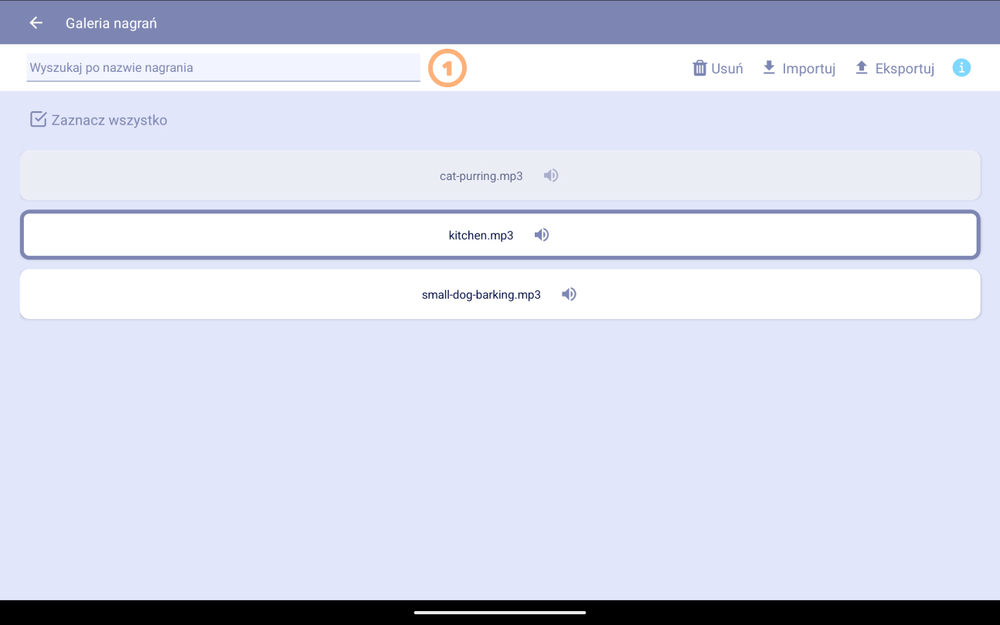 Galeria nagrań
Wyszukaj po nazwie nagrania
1
Usuń
Importuj
Eksportuj
i
Zaznacz wszystko
cat-purring.mp3
kitchen.mp3
small-dog-barking.mp3